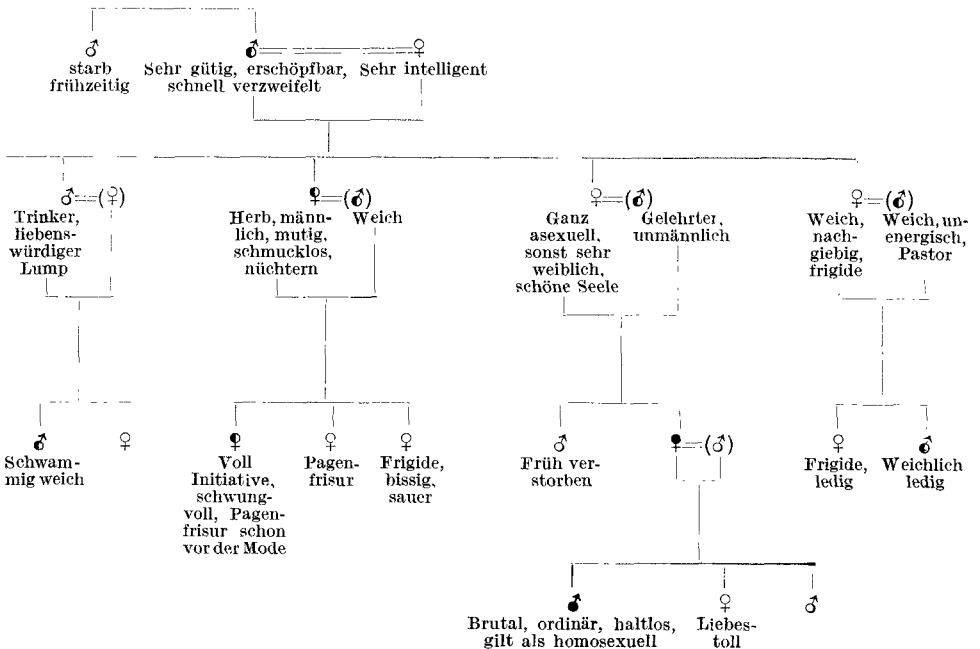 ♂
starb
frühzeitig
♂ ♀
Sehr gütig, erschöpfbar,
schnell verzweifelt
Sehr intelligent
♂=(♀)
Trinker,
liebens-
würdiger
Lump
♀=(♂)
Herb, männ-
lich, mutig,
schmucklos,
nüchtern
Weich
♀=(♂)
Ganz
asexuell,
sonst sehr
weiblich,
schöne Seele
Gelehrter,
unmännlich
♀=(♂)
Weich,
nach-
giebig,
frigide
Weich, un-
energisch,
Pastor
♂
Schwam-
mig weich
♀
♀
Voll
Initiative,
schwung-
voll, Pagen-
frisur schon
vor der Mode
♀
Pagen-
frisur
♀
Frigide,
bissig,
sauer
♂
Früh ver-
storben
♀=(♂)
♀
Frigide,
ledig
♂
Weichlich
ledig
♂
Brutal, ordinär, haltlos,
gilt als homosexuell
♀
Liebes-
toll
♂